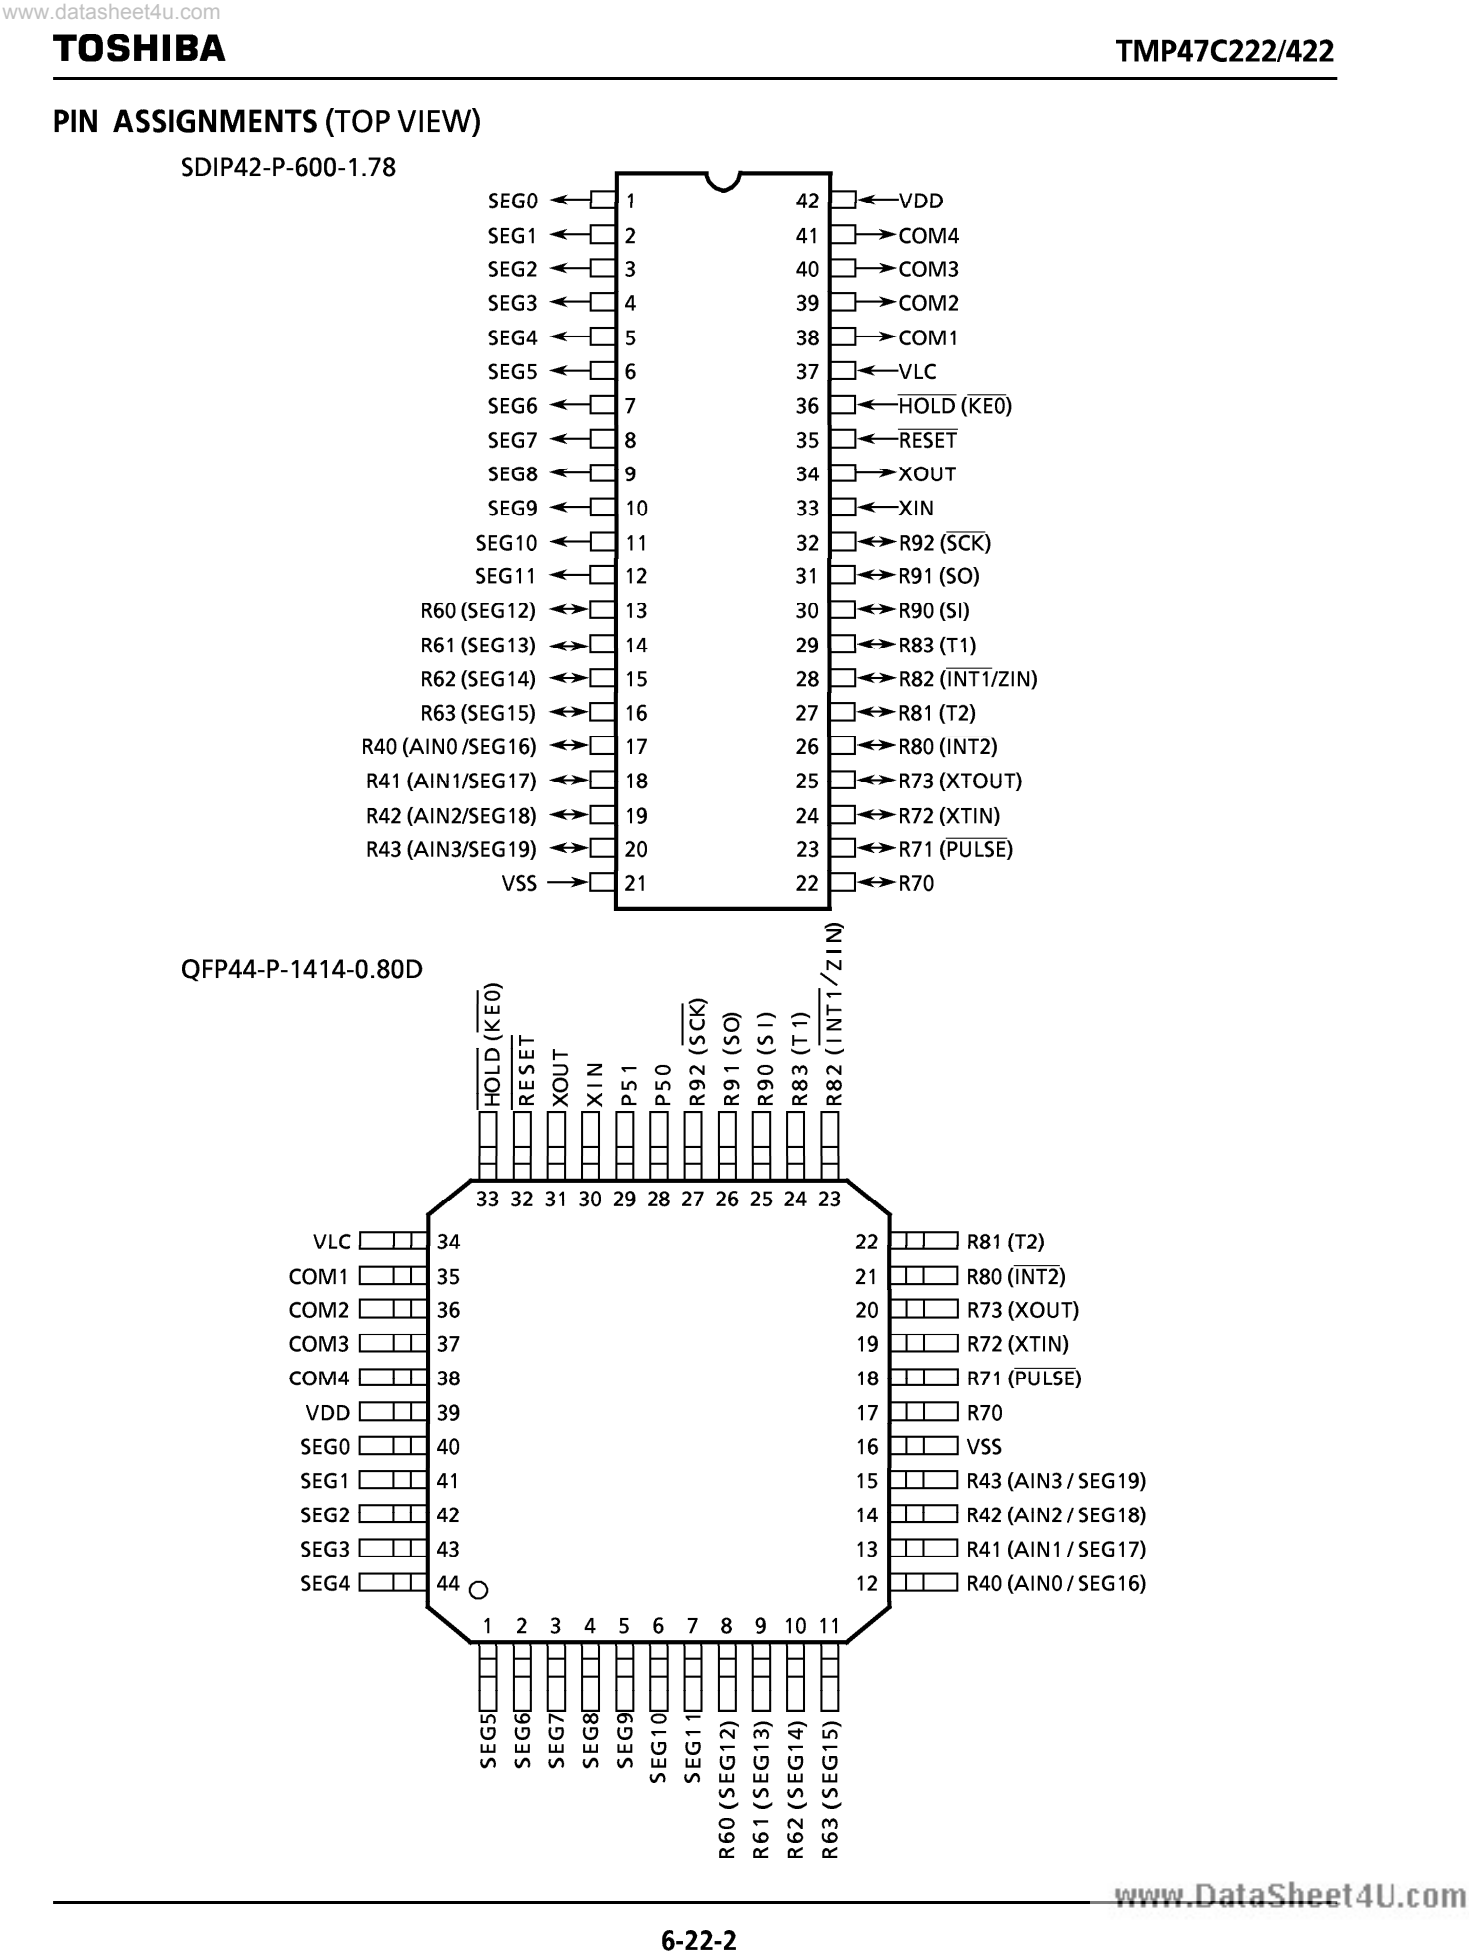 www.datasheet4u.com
TOSHIBA
TMP47C222/422
PIN ASSIGNMENTS (TOP VIEW)
SDIP42-P-600-1.78
SEG0 1 42 VDD
SEG1 2 41 COM4
SEG2 3 40 COM3
SEG3 4 39 COM2
SEG4 5 38 COM1
SEG5 6 37 VLC
SEG6 7 36 HOLD (KE0)
SEG7 8 35 RESET
SEG8 9 34 XOUT
SEG9 10 33 XIN
SEG10 11 32 R92 (SCK)
SEG11 12 31 R91 (SO)
R60 (SEG12) 13 30 R90 (SI)
R61 (SEG13) 14 29 R83 (T1)
R62 (SEG14) 15 28 R82 (INT1/ZIN)
R63 (SEG15) 16 27 R81 (T2)
R40 (AIN0 /SEG16) 17 26 R80 (INT2)
R41 (AIN1/SEG17) 18 25 R73 (XTOUT)
R42 (AIN2/SEG18) 19 24 R72 (XTIN)
R43 (AIN3/SEG19) 20 23 R71 (PULSE)
VSS 21 22 R70
QFP44-P-1414-0.80D
HOLD (KE0)
RESET
XOUT
XIN
P51
P50
R92 (SCK)
R91 (SO)
R90 (SI)
R83 (T1)
R82 (INT1/ZIN)
33 32 31 30 29 28 27 26 25 24 23
VLC 34 22 R81 (T2)
COM1 35 21 R80 (INT2)
COM2 36 20 R73 (XOUT)
COM3 37 19 R72 (XTIN)
COM4 38 18 R71 (PULSE)
VDD 39 17 R70
SEG0 40 16 VSS
SEG1 41 15 R43 (AIN3 / SEG19)
SEG2 42 14 R42 (AIN2 / SEG18)
SEG3 43 13 R41 (AIN1 / SEG17)
SEG4 44 12 R40 (AIN0 / SEG16)
1 2 3 4 5 6 7 8 9 10 11
SEG5
SEG6
SEG7
SEG8
SEG9
SEG10
SEG11
R60 (SEG12)
R61 (SEG13)
R62 (SEG14)
R63 (SEG15)
www.DataSheet4U.com
6-22-2